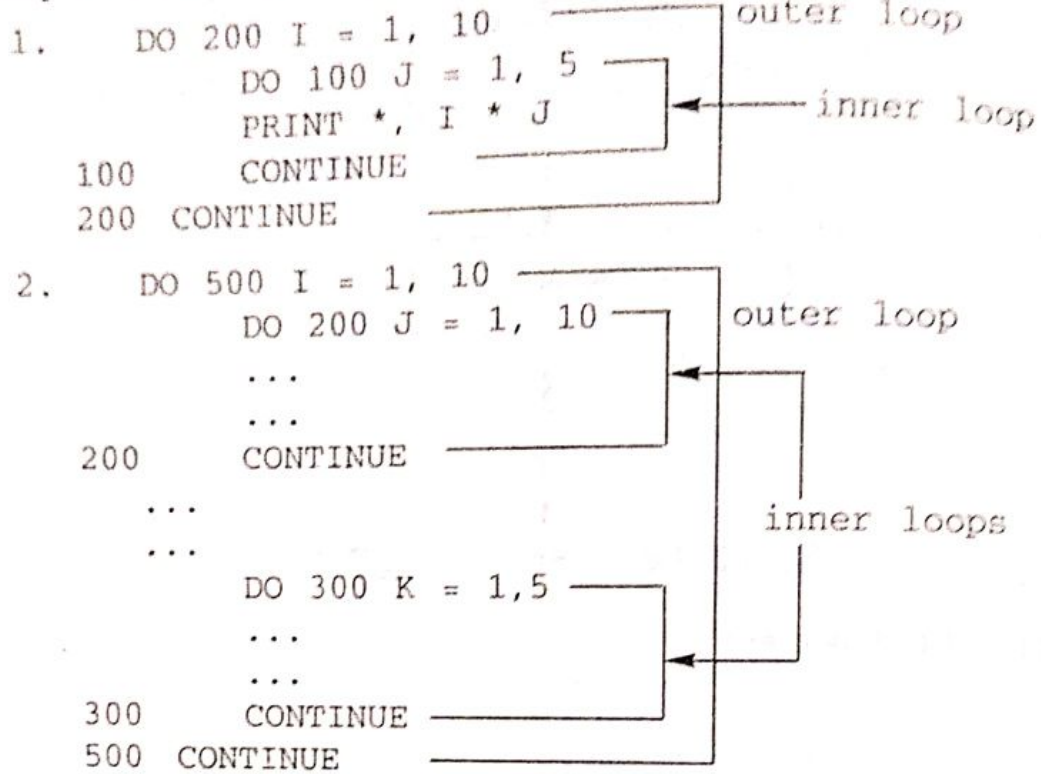 1. DO 200 I = 1, 10 outer loop
DO 100 J = 1, 5
PRINT *, I * J inner loop
100 CONTINUE
200 CONTINUE
2. DO 500 I = 1, 10
DO 200 J = 1, 10 outer loop
...
...
200 CONTINUE
...
inner loops
...
DO 300 K = 1,5
...
...
300 CONTINUE
500 CONTINUE